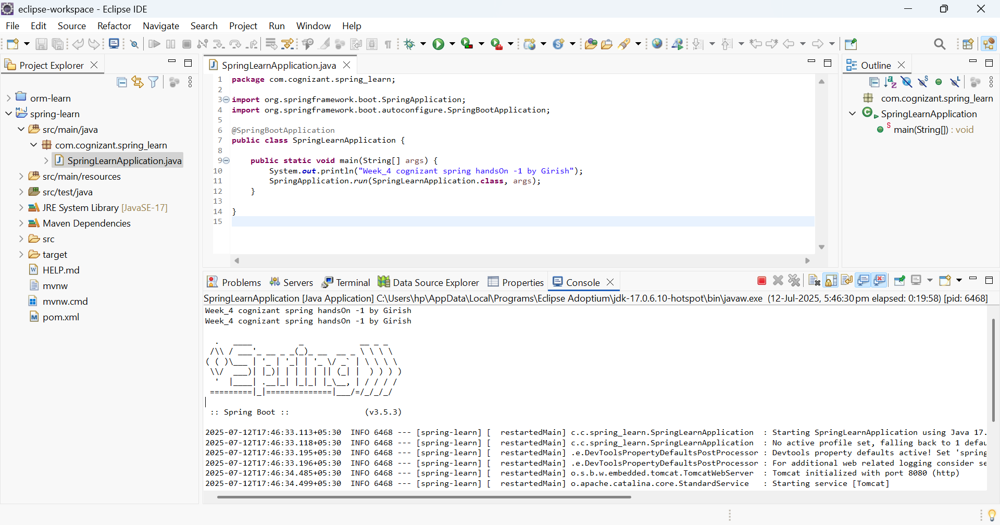 eclipse-workspace - Eclipse IDE
File Edit Source Refactor Navigate Search Project Run Window Help
Project Explorer
orm-learn
spring-learn
src/main/java
com.cognizant.spring_learn
SpringLearnApplication.java
src/main/resources
src/test/java
JRE System Library [JavaSE-17]
Maven Dependencies
src
target
HELP.md
mvnw
mvnw.cmd
pom.xml
SpringLearnApplication.java
1 package com.cognizant.spring_learn;
2
3 import org.springframework.boot.SpringApplication;
4 import org.springframework.boot.autoconfigure.SpringBootApplication;
5
6 @SpringBootApplication
7 public class SpringLearnApplication {
8
9     public static void main(String[] args) {
10         System.out.println("Week_4 cognizant spring handsOn -1 by Girish");
11         SpringApplication.run(SpringLearnApplication.class, args);
12     }
13
14 }
15
Outline
com.cognizant.spring_learn
SpringLearnApplication
main(String[]) : void
Problems Servers Terminal Data Source Explorer Properties Console
SpringLearnApplication [Java Application] C:\Users\hp\AppData\Local\Programs\Eclipse Adoptium\jdk-17.0.6.10-hotspot\bin\javaw.exe (12-Jul-2025, 5:46:30 pm elapsed: 0:19:58) [pid: 6468]
Week_4 cognizant spring handsOn -1 by Girish
Week_4 cognizant spring handsOn -1 by Girish
  .   ____          _            __ _ _
 /\\ / ___'_ __ _ _(_)_ __  __ _ \ \ \ \
( ( )\___ | '_ | '_| | '_ \/ _` | \ \ \ \
 \\/  ___)| |_)| | | | | || (_| |  ) ) ) )
  '  |____| .__|_| |_|_| |_\__, | / / / /
 =========|_|==============|___/=/_/_/_/
 :: Spring Boot ::                (v3.5.3)
2025-07-12T17:46:33.113+05:30  INFO 6468 --- [spring-learn] [  restartedMain] c.c.spring_learn.SpringLearnApplication  : Starting SpringLearnApplication using Java 17.
2025-07-12T17:46:33.118+05:30  INFO 6468 --- [spring-learn] [  restartedMain] c.c.spring_learn.SpringLearnApplication  : No active profile set, falling back to 1 defau
2025-07-12T17:46:33.195+05:30  INFO 6468 --- [spring-learn] [  restartedMain] .e.DevToolsPropertyDefaultsPostProcessor : Devtools property defaults active! Set 'spring
2025-07-12T17:46:33.196+05:30  INFO 6468 --- [spring-learn] [  restartedMain] .e.DevToolsPropertyDefaultsPostProcessor : For additional web related logging consider se
2025-07-12T17:46:34.485+05:30  INFO 6468 --- [spring-learn] [  restartedMain] o.s.b.w.embedded.tomcat.TomcatWebServer  : Tomcat initialized with port 8080 (http)
2025-07-12T17:46:34.499+05:30  INFO 6468 --- [spring-learn] [  restartedMain] o.apache.catalina.core.StandardService   : Starting service [Tomcat]